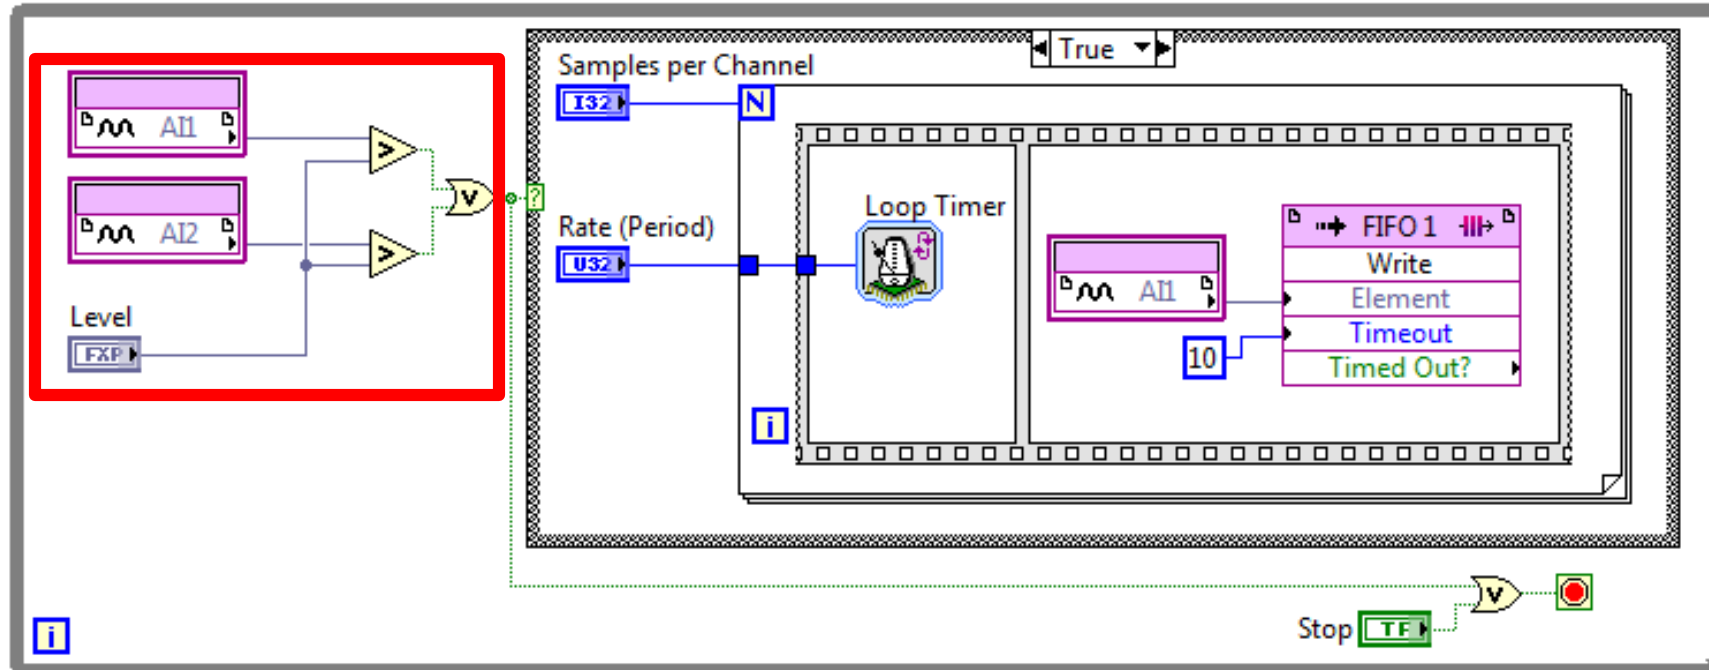 True
Samples per Channel
I32
N
AI1
AI2
Level
FXP
?
Rate (Period)
U32
Loop Timer
AI1
10
FIFO 1
Write
Element
Timeout
Timed Out?
i
i
Stop
TF